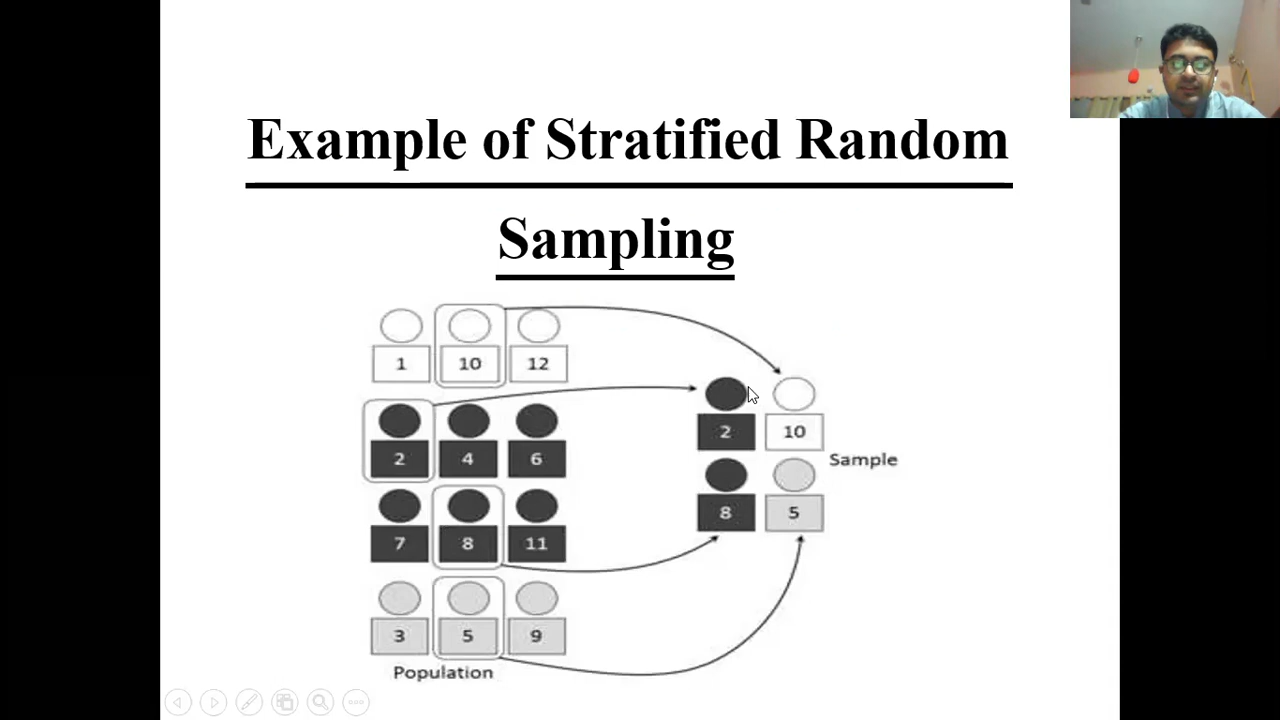 Example of Stratified Random
Sampling
1 10 12
2 4 6
7 8 11
3 5 9
Population
2 10
8 5
Sample